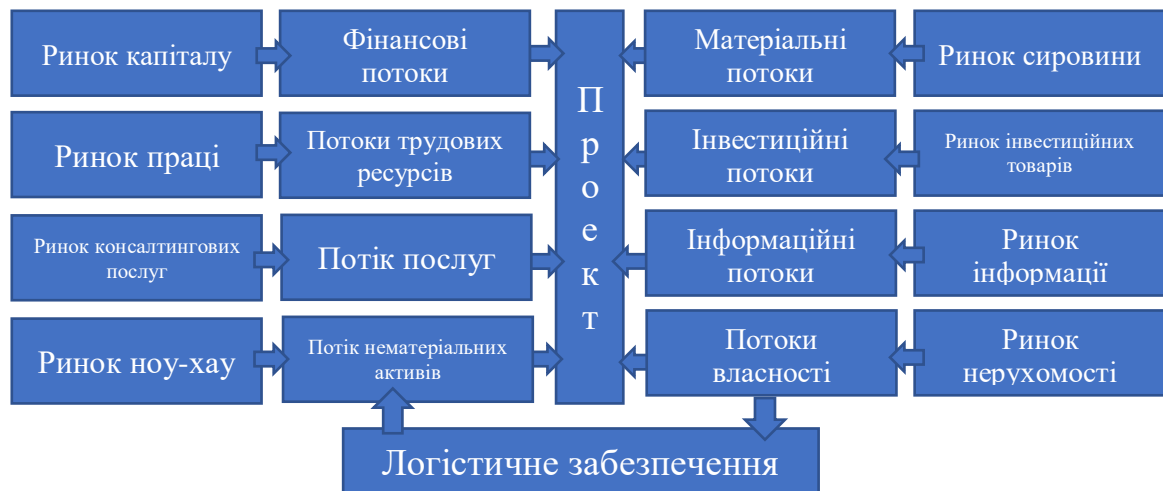 Ринок капіталу
Фінансові
потоки
Проект
Матеріальні
потоки
Ринок сировини
Ринок праці
Потоки трудових
ресурсів
Інвестиційні
потоки
Ринок інвестиційних
товарів
Ринок консалтингових
послуг
Потік послуг
Інформаційні
потоки
Ринок
інформації
Ринок ноу-хау
Потік нематеріальних
активів
Потоки
власності
Ринок
нерухомості
Логістичне забезпечення